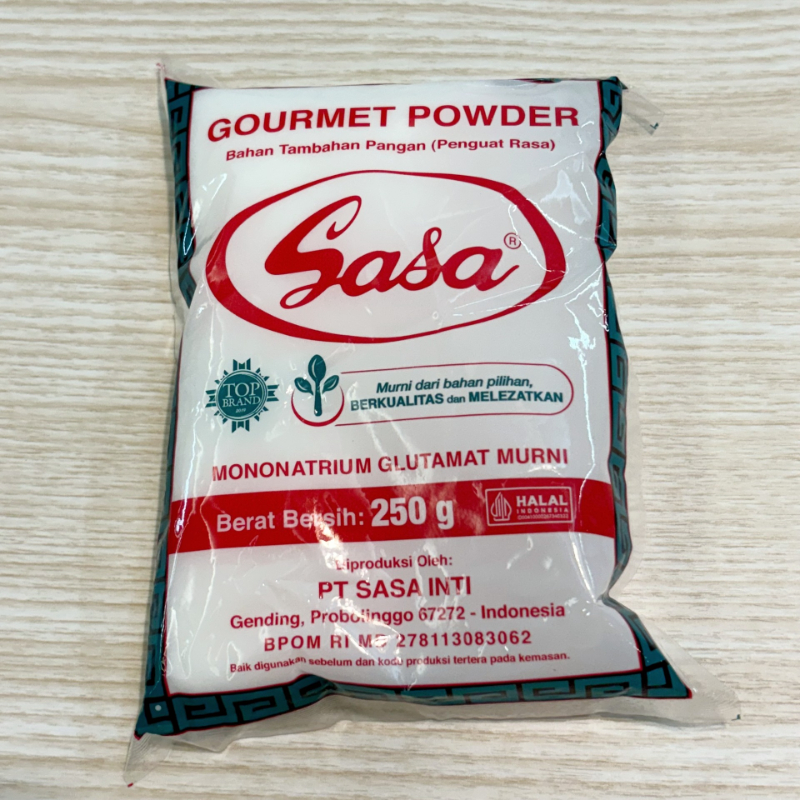 GOURMET POWDER
Bahan Tambahan Pangan (Penguat Rasa)
Sasa ®
TOP
BRAND
Murni dari bahan pilihan,
BERKUALITAS dan MELEZATKAN
MONONATRIUM GLUTAMAT MURNI
Berat Bersih: 250 g
HALAL
INDONESIA
Diproduksi Oleh:
PT SASA INTI
Gending, Probolinggo 67272 - Indonesia
BPOM RI MD 278113083062
Baik digunakan sebelum dan kode produksi tertera pada kemasan.